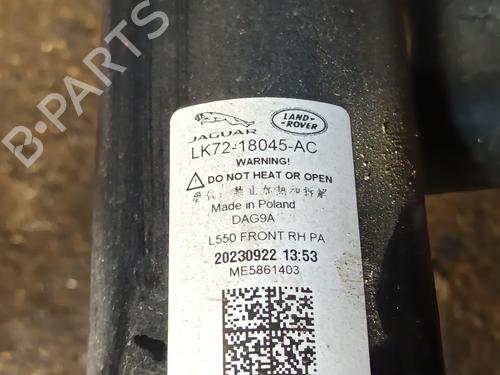 B-PARTS
JAGUAR
LAND
ROVER
LK72-18045-AC
WARNING!
DO NOT HEAT OR OPEN
警告：禁止加热和拆解
Made in Poland
DAG9A
L550 FRONT RH PA
20230922 13:53
ME5861403